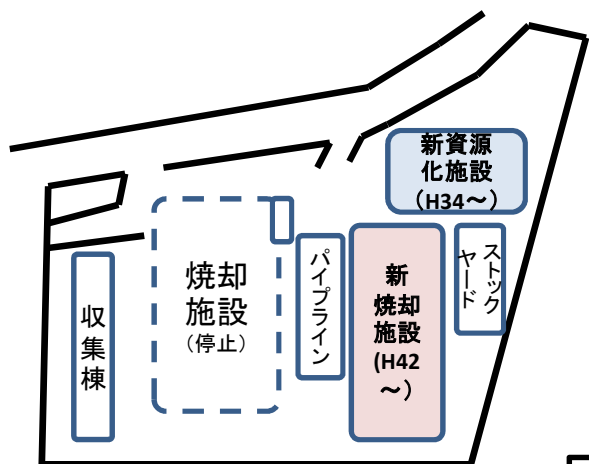 新資源
化施設
（H34～）
焼却
施設
（停止）
収集棟
パイプライン
新
焼却
施設
(H42
～）
ストック
ヤード